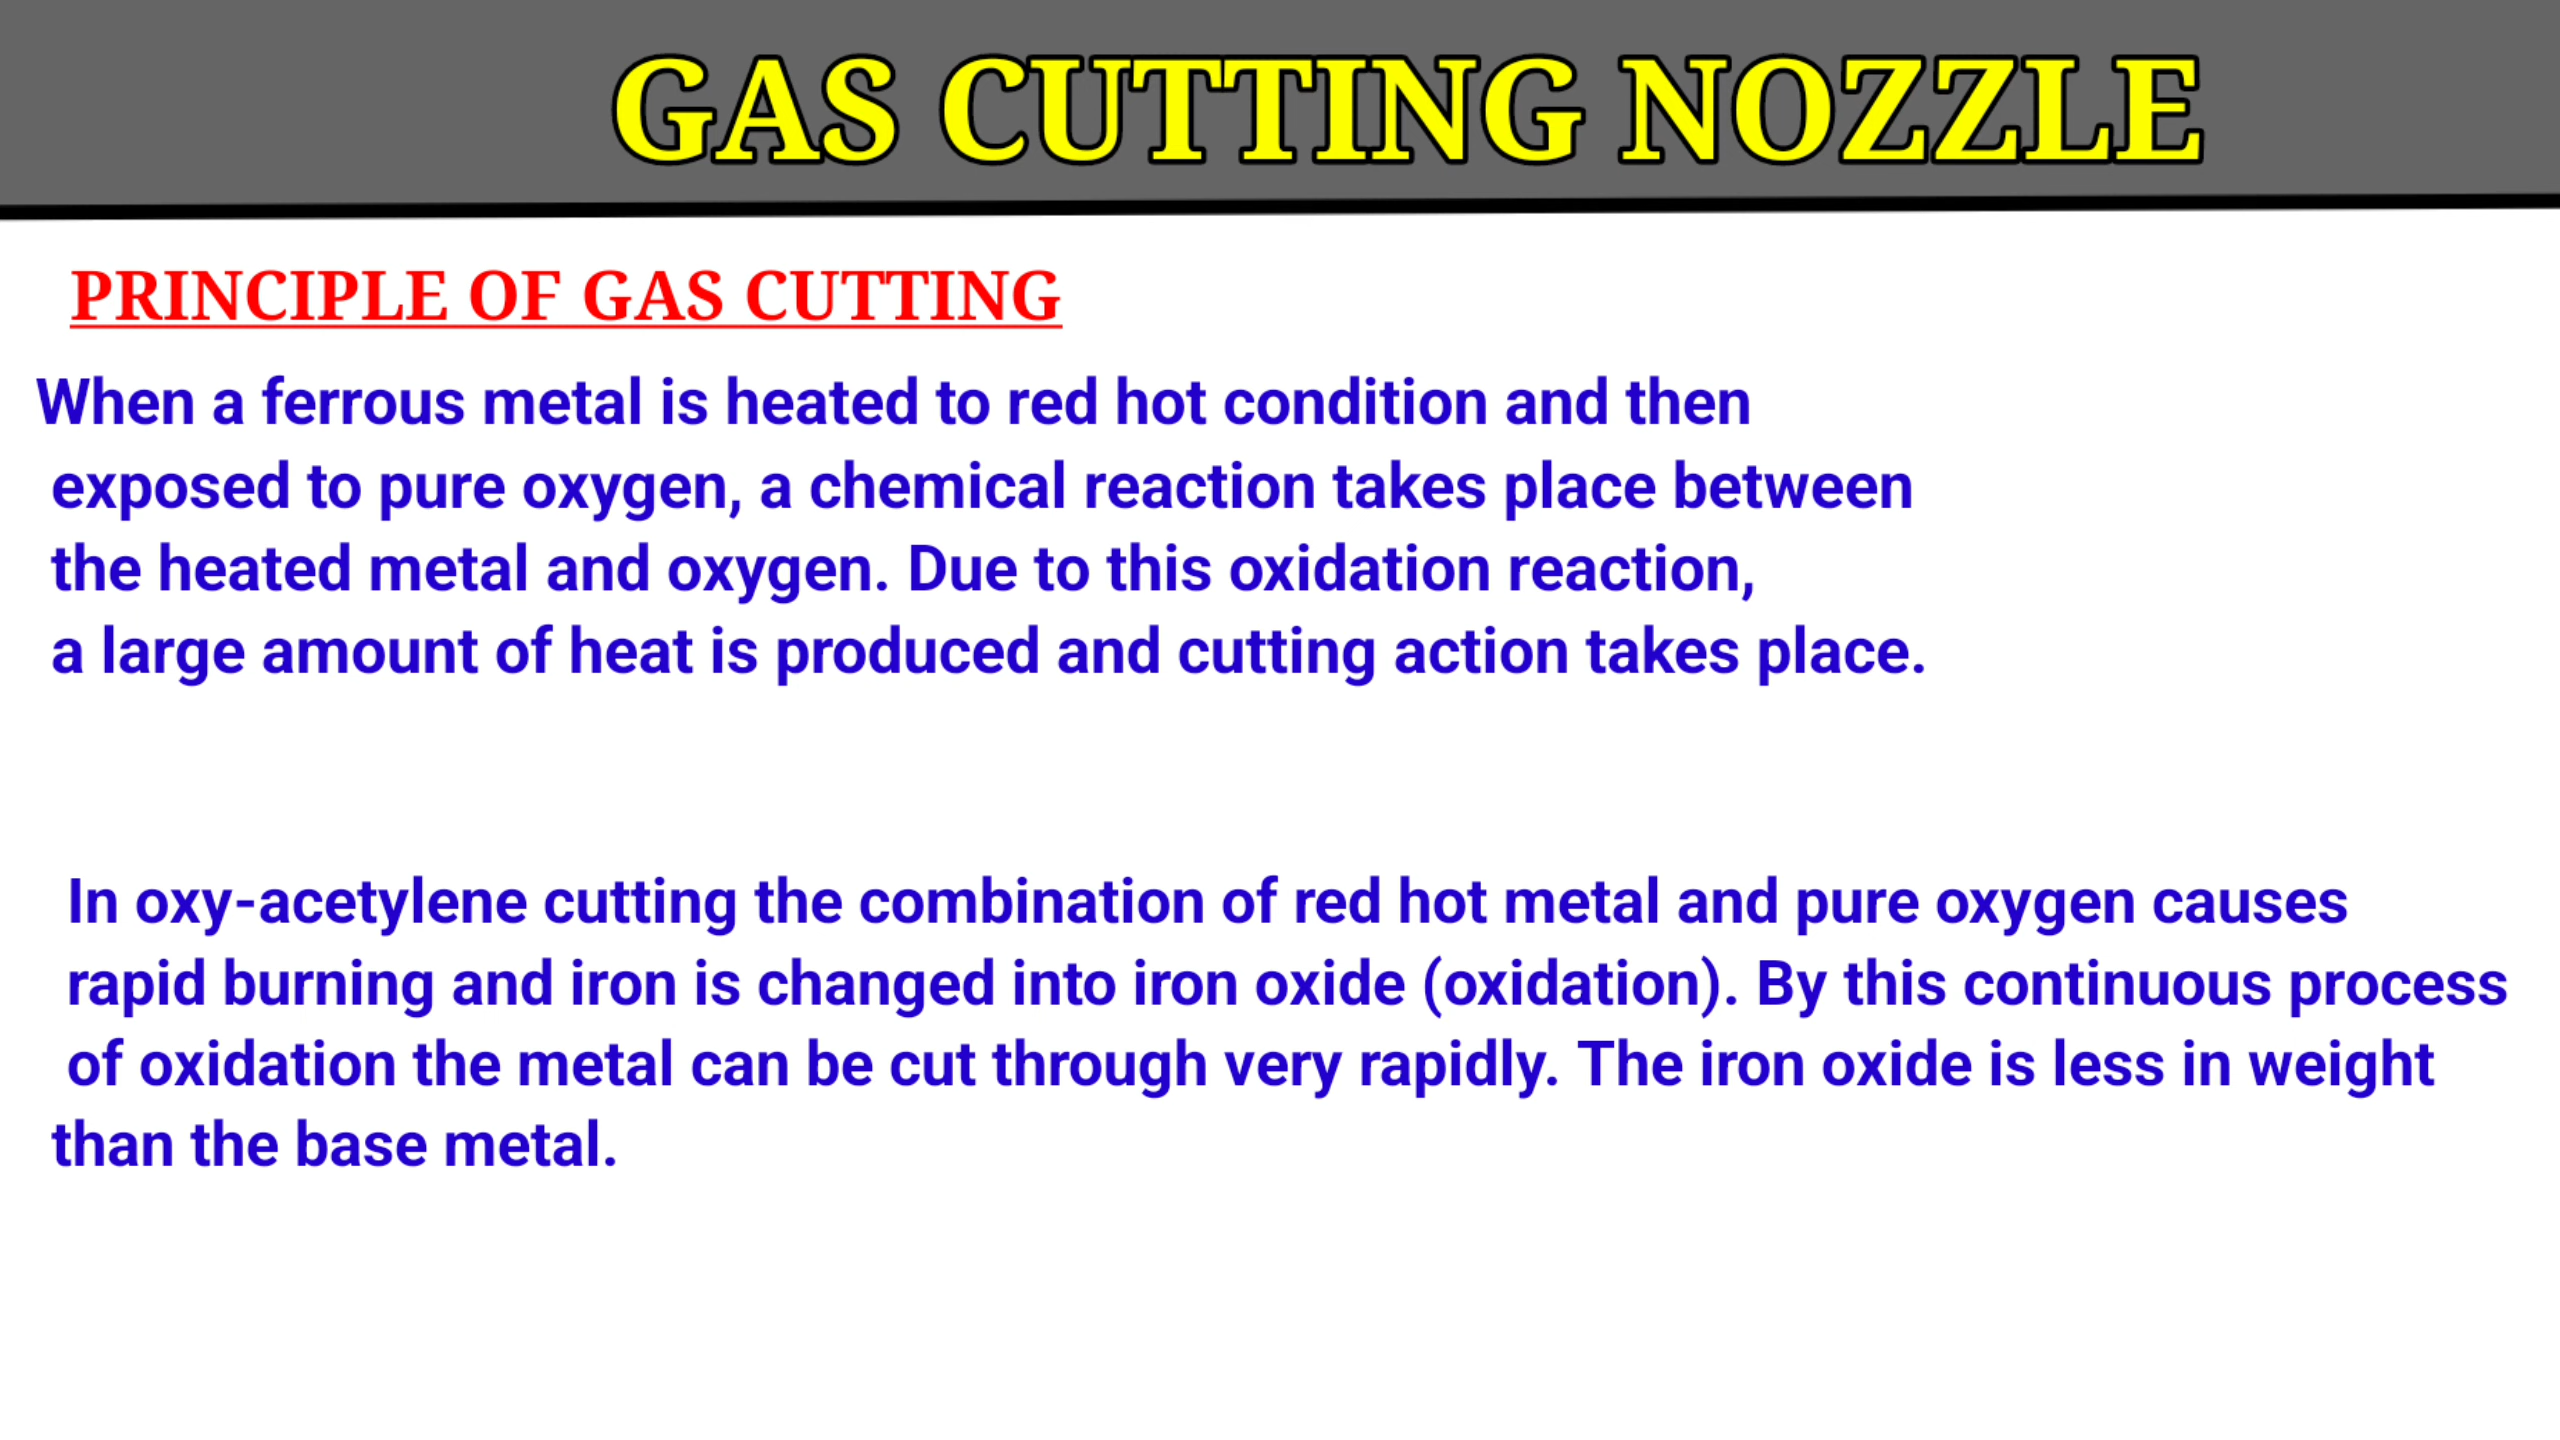 GAS CUTTING NOZZLE
PRINCIPLE OF GAS CUTTING
When a ferrous metal is heated to red hot condition and then
exposed to pure oxygen, a chemical reaction takes place between
the heated metal and oxygen. Due to this oxidation reaction,
a large amount of heat is produced and cutting action takes place.
In oxy-acetylene cutting the combination of red hot metal and pure oxygen causes
rapid burning and iron is changed into iron oxide (oxidation). By this continuous process
of oxidation the metal can be cut through very rapidly. The iron oxide is less in weight
than the base metal.